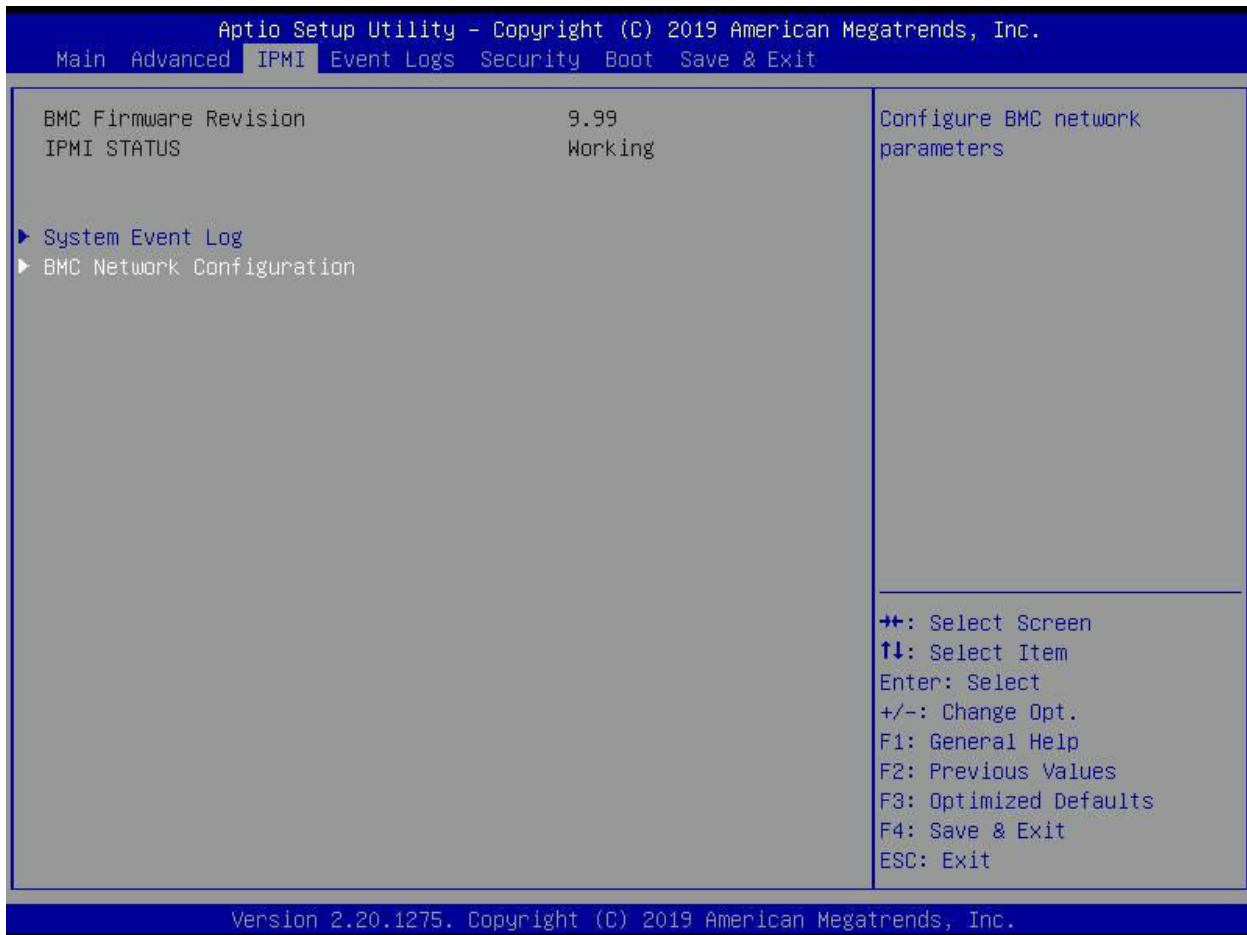 Aptio Setup Utility – Copyright (C) 2019 American Megatrends, Inc.
Main Advanced IPMI Event Logs Security Boot Save & Exit
BMC Firmware Revision 9.99
IPMI STATUS Working
▶ System Event Log
▶ BMC Network Configuration
Configure BMC network
parameters
→←: Select Screen
↑↓: Select Item
Enter: Select
+/-: Change Opt.
F1: General Help
F2: Previous Values
F3: Optimized Defaults
F4: Save & Exit
ESC: Exit
Version 2.20.1275. Copyright (C) 2019 American Megatrends, Inc.